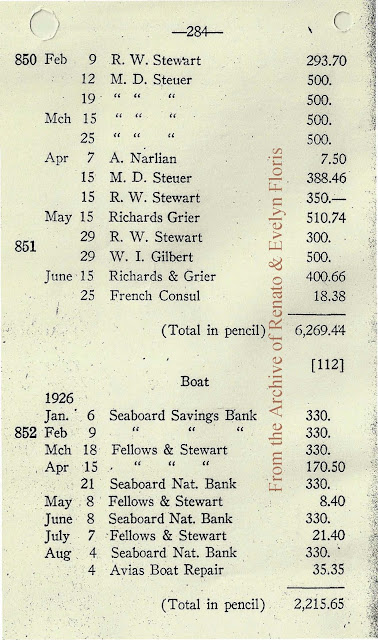 —284—
850 Feb 9 R. W. Stewart 293.70
12 M. D. Steuer 500.
19 “ “ “ 500.
Mch 15 “ “ “ 500.
25 “ “ “ 500.
Apr 7 A. Narlian 7.50
15 M. D. Steuer 388.46
15 R. W. Stewart 350.—
May 15 Richards Grier 510.74
851 29 R. W. Stewart 300.
29 W. I. Gilbert 500.
June 15 Richards & Grier 400.66
25 French Consul 18.38
(Total in pencil) 6,269.44
[112]
Boat
1926
Jan. 6 Seaboard Savings Bank 330.
852 Feb 9 “ “ “ 330.
Mch 18 Fellows & Stewart 330.
Apr 15 “ “ “ 170.50
21 Seaboard Nat. Bank 330.
May 8 Fellows & Stewart 8.40
June 8 Seaboard Nat. Bank 330.
July 7 Fellows & Stewart 21.40
Aug 4 Seaboard Nat. Bank 330.
4 Avias Boat Repair 35.35
(Total in pencil) 2,215.65
From the Archive of Renato & Evelyn Floris